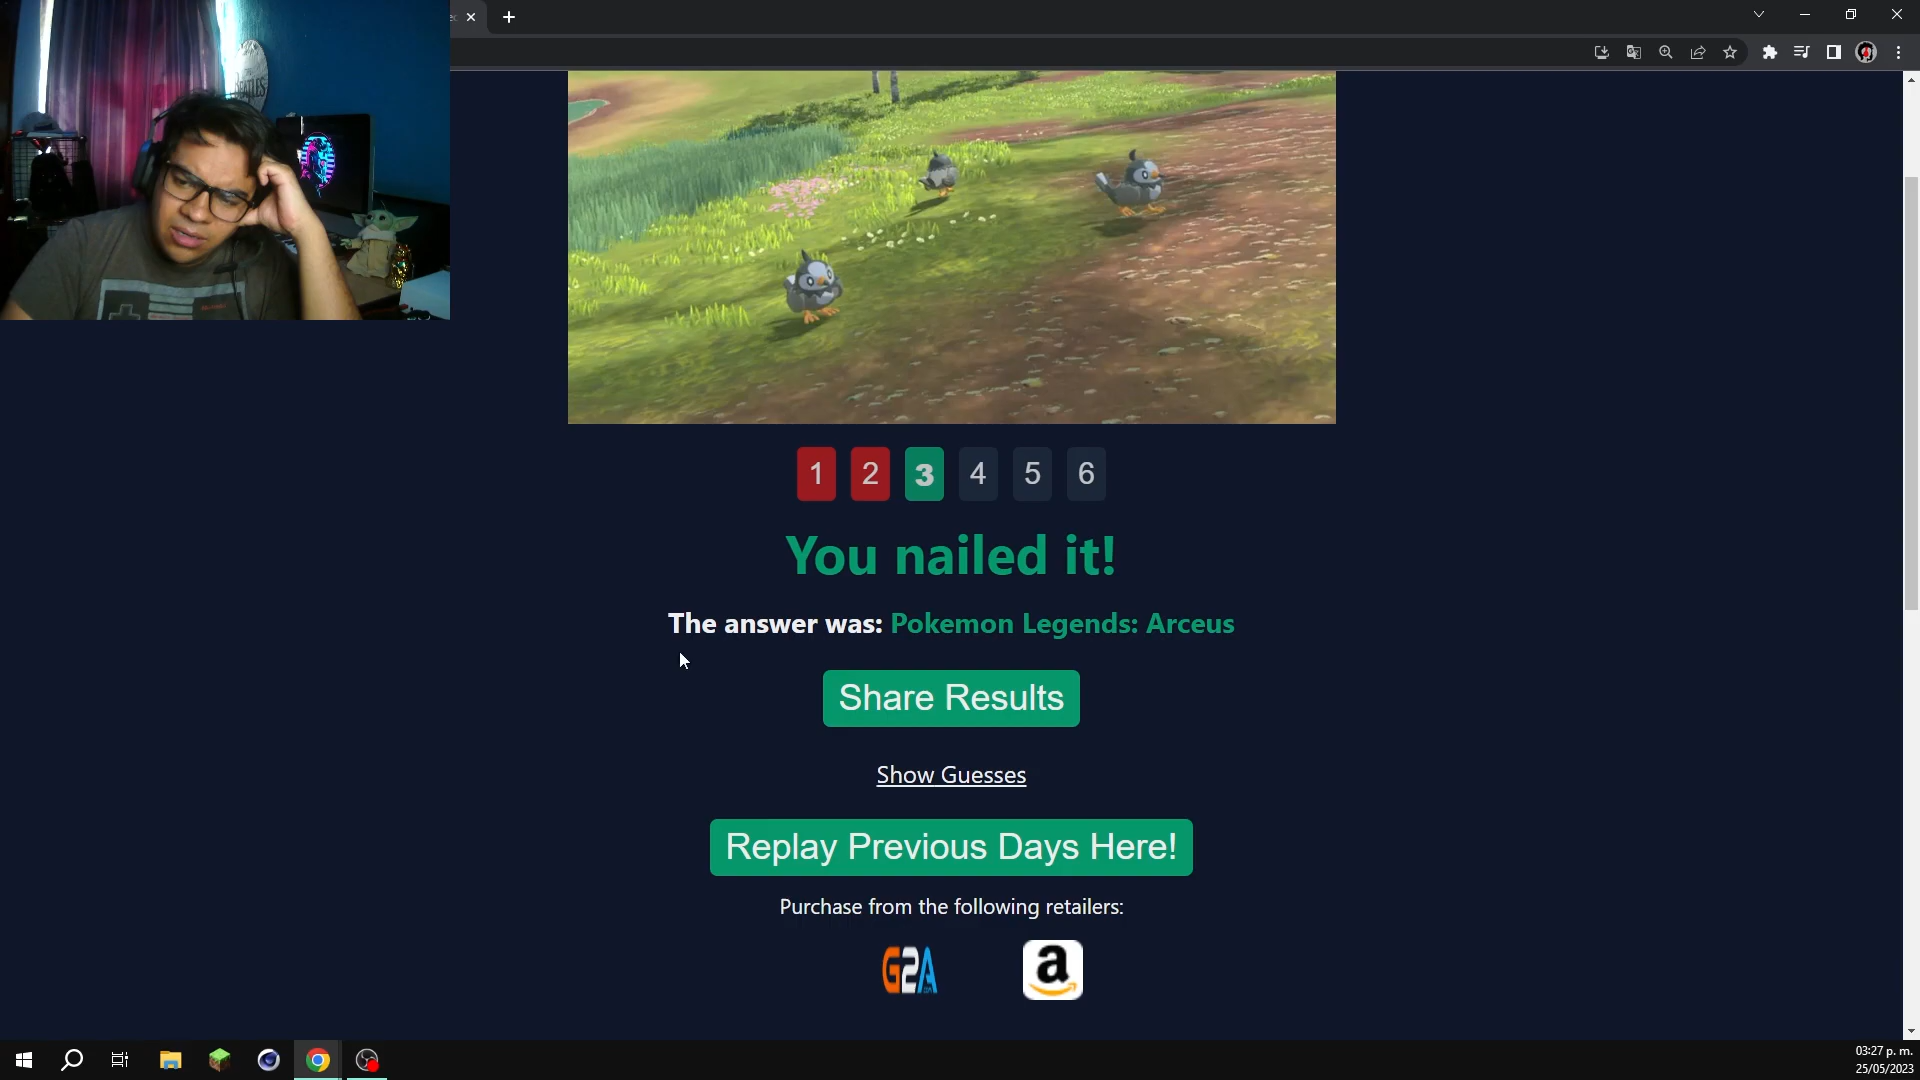 BEATLES
1 2 3 4 5 6
You nailed it!
The answer was: Pokemon Legends: Arceus
Share Results
Show Guesses
Replay Previous Days Here!
Purchase from the following retailers:
G2A
a
03:27 p. m.
25/05/2023